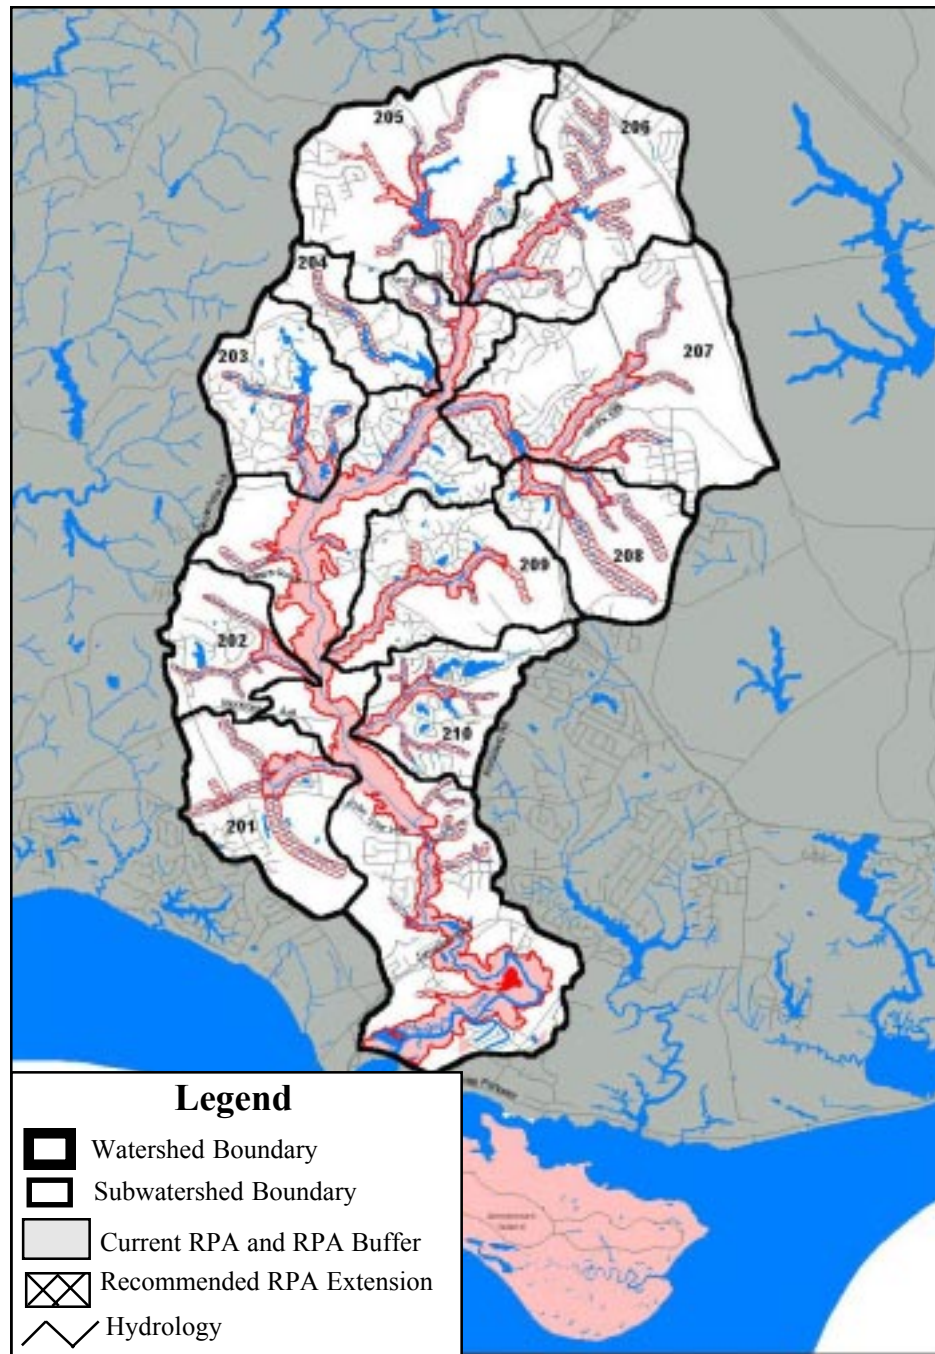 205
206
204
203
207
208
209
202
210
201
Legend
Watershed Boundary
Subwatershed Boundary
Current RPA and RPA Buffer
Recommended RPA Extension
Hydrology